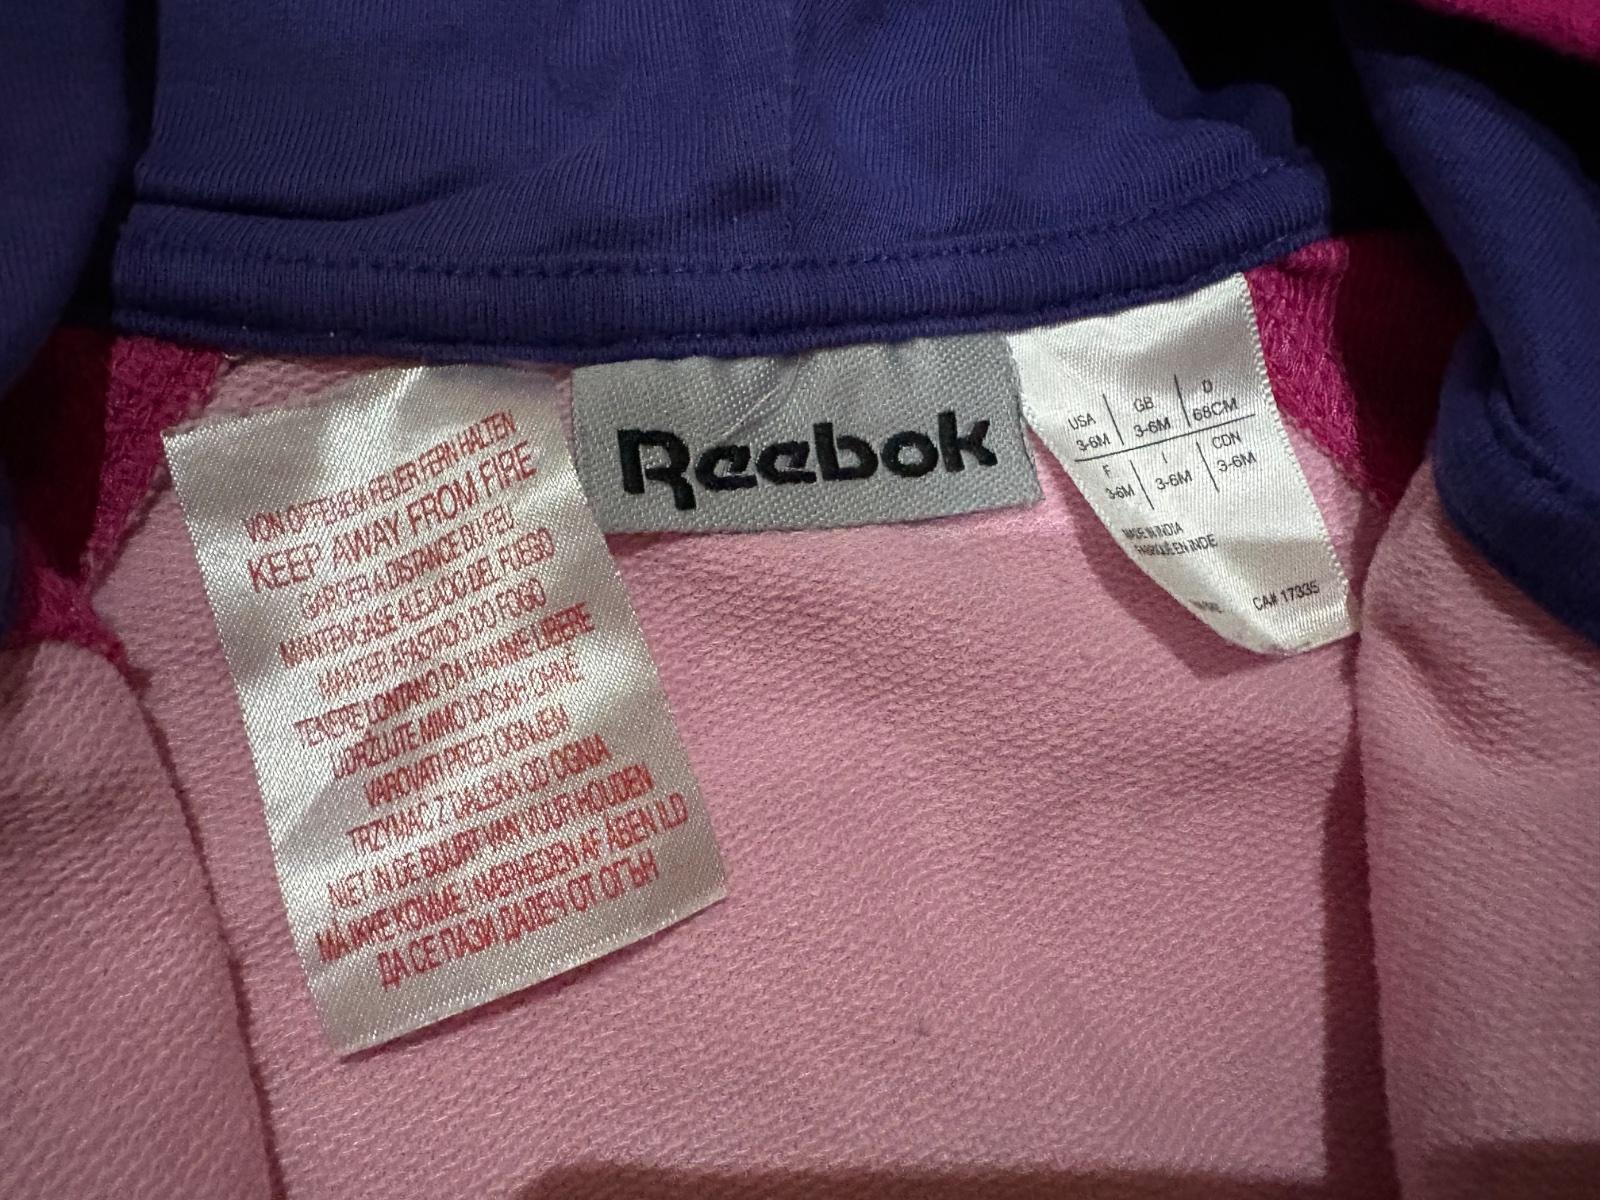 VON OFFENEM FEUER FERN HALTEN
KEEP AWAY FROM FIRE
GARDER A DISTANCE DU FEU
MANTENGASE ALEJADO DEL FUEGO
MANTER AFASTADO DO FOGO
TENERE LONTANO DA FIAMME LIBERE
UDRŽUJTE MIMO DOSAH OHNĚ
VAROVATI PRED OGNJEM
TRZYMAĆ Z DALEKA OD OGNIA
NIET IN DE BUURT VAN VUUR HOUDEN
MÅ IKKE KOMME I NÆRHEDEN AF ÅBEN ILD
ДА СЕ ПАЗИ ДАЛЕЧ ОТ ОГЪН
Reebok
USA GB D
3-6M 3-6M 68CM
F I CDN
3-6M 3-6M 3-6M
MADE IN INDIA
FABRIQUÉ EN INDE
CA# 17335